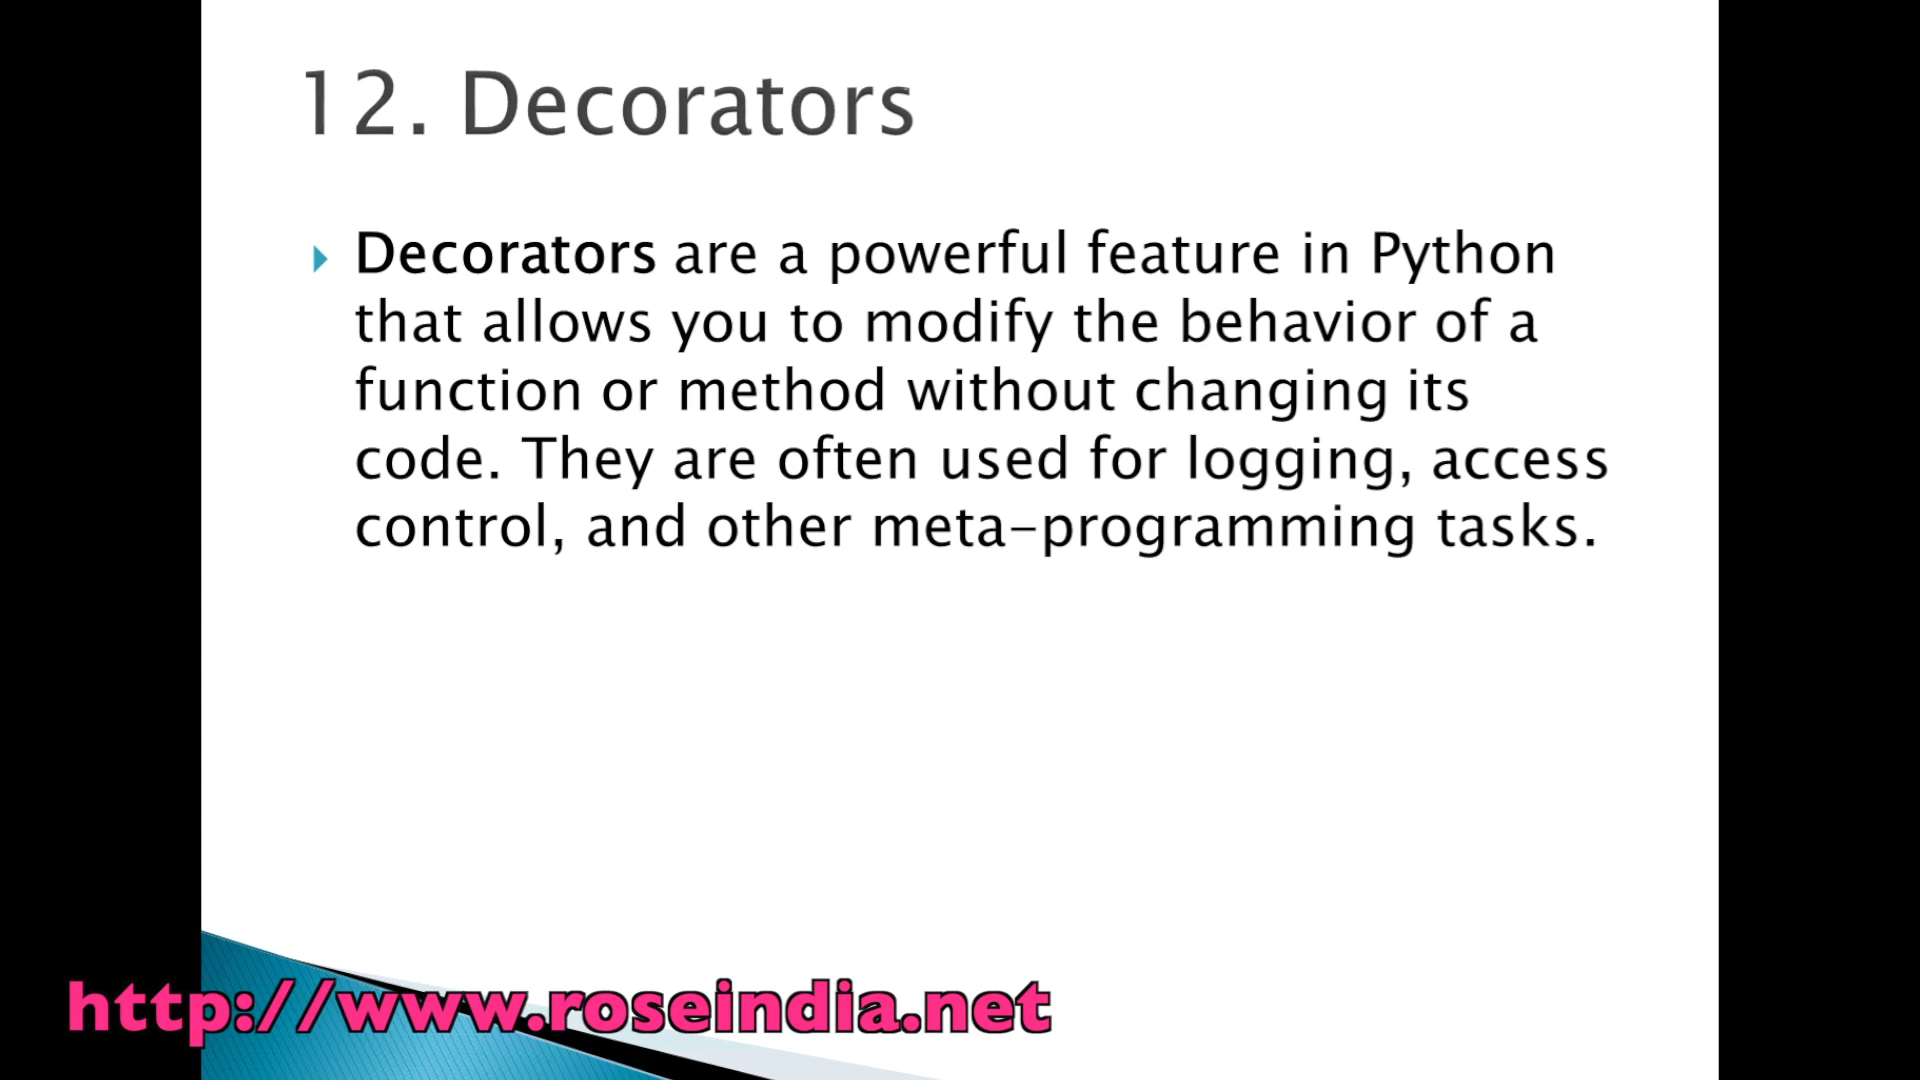 12. Decorators
Decorators are a powerful feature in Python
that allows you to modify the behavior of a
function or method without changing its
code. They are often used for logging, access
control, and other meta-programming tasks.
http://www.roseindia.net